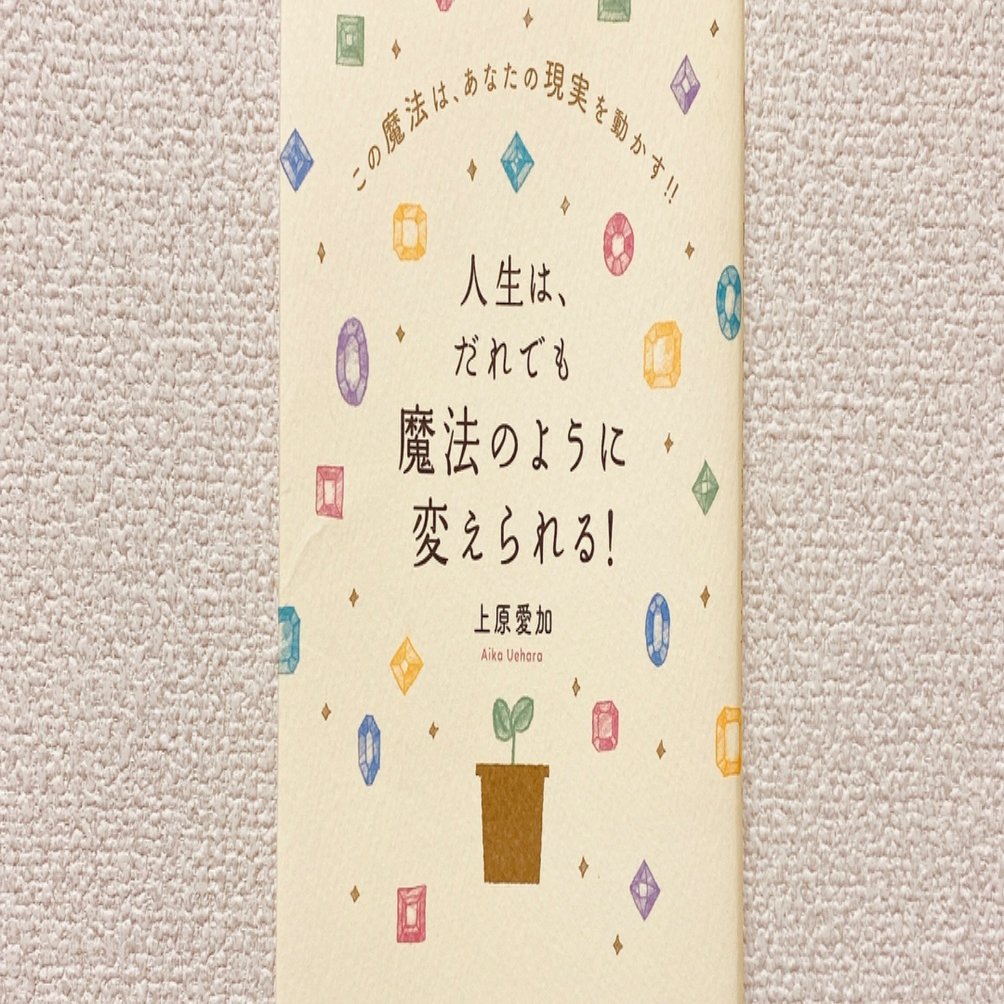 この魔法は、あなたの現実を動かす!!
人生は、
だれでも
魔法のように
変えられる!
上原愛加
Aika Uehara